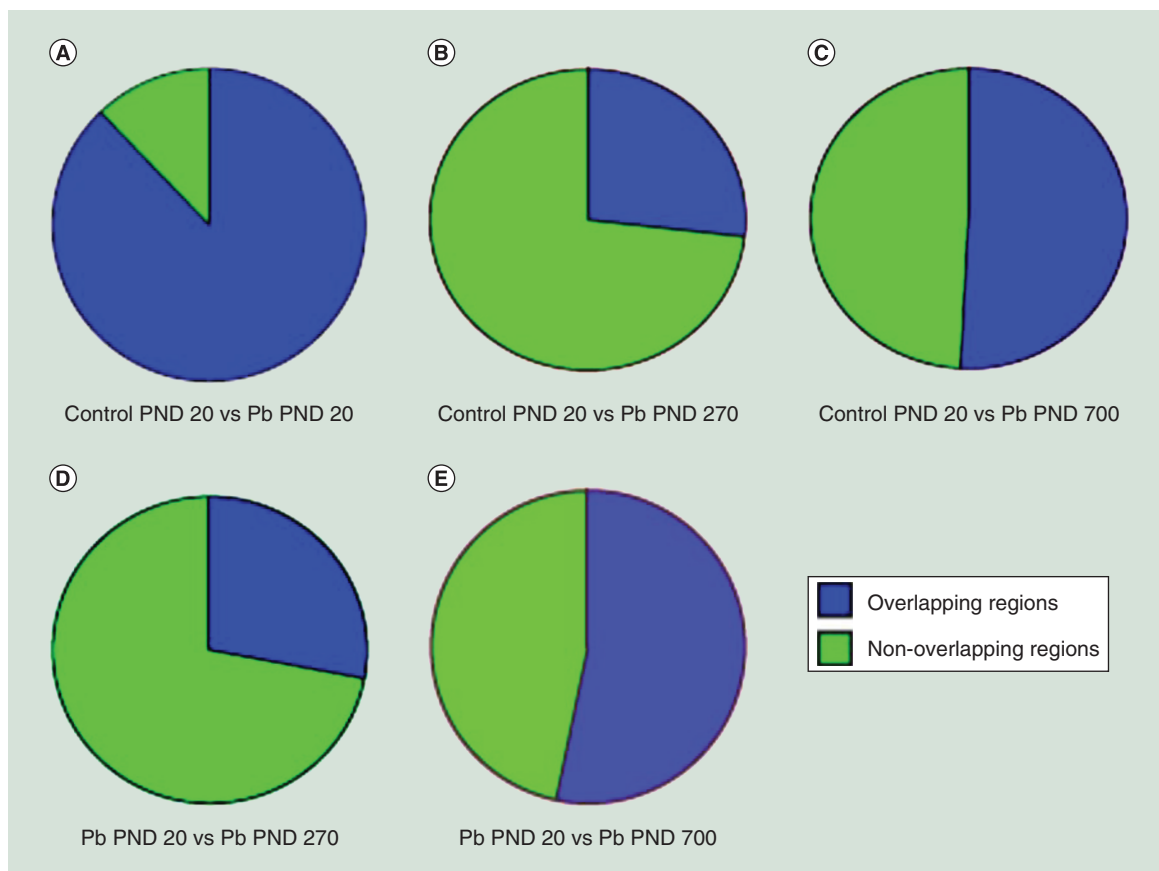 A
B
C
Control PND 20 vs Pb PND 20
Control PND 20 vs Pb PND 270
Control PND 20 vs Pb PND 700
D
E
Overlapping regions
Non-overlapping regions
Pb PND 20 vs Pb PND 270
Pb PND 20 vs Pb PND 700